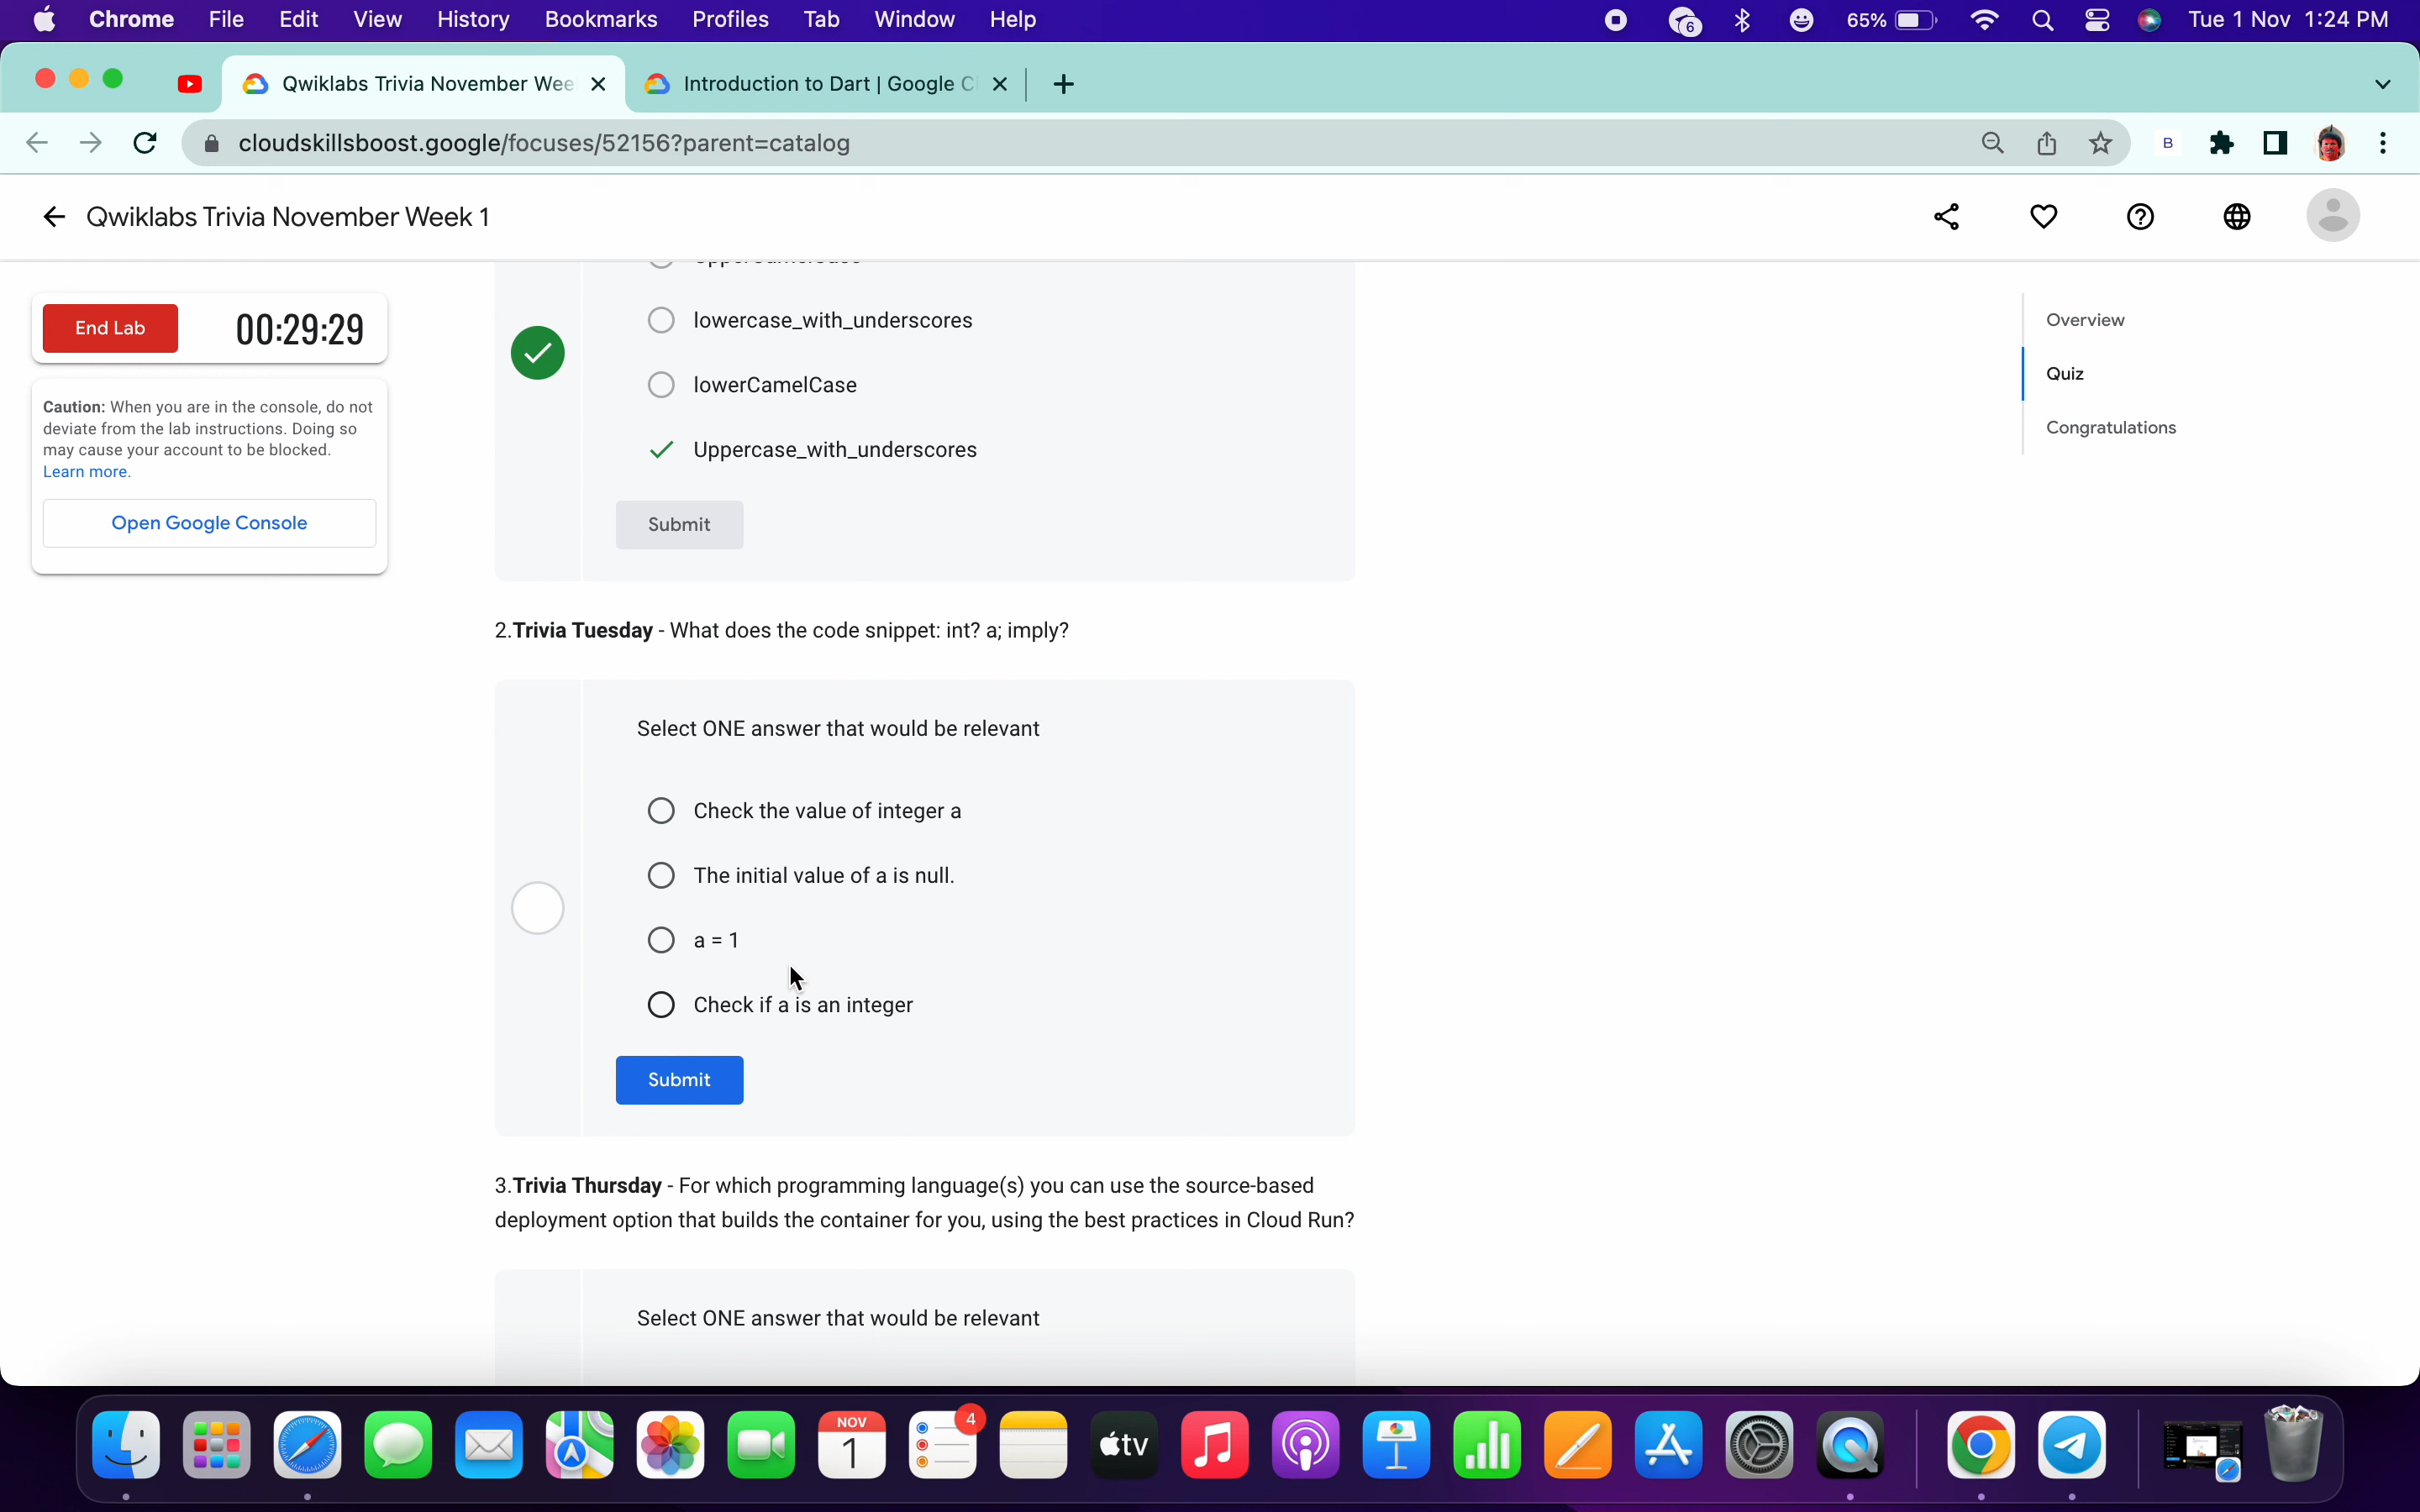 Chrome File Edit View History Bookmarks Profiles Tab Window Help 6 65% Tue 1 Nov 1:24 PM
Qwiklabs Trivia November Wee Introduction to Dart | Google C
cloudskillsboost.google/focuses/52156?parent=catalog B
Qwiklabs Trivia November Week 1
End Lab 00:29:29
Caution: When you are in the console, do not
deviate from the lab instructions. Doing so
may cause your account to be blocked.
Learn more.
Open Google Console
lowercase_with_underscores
lowerCamelCase
Uppercase_with_underscores
Submit
2.Trivia Tuesday - What does the code snippet: int? a; imply?
Select ONE answer that would be relevant
Check the value of integer a
The initial value of a is null.
a = 1
Check if a is an integer
Submit
3.Trivia Thursday - For which programming language(s) you can use the source-based
deployment option that builds the container for you, using the best practices in Cloud Run?
Select ONE answer that would be relevant
Overview
Quiz
Congratulations
NOV
1
4
tv